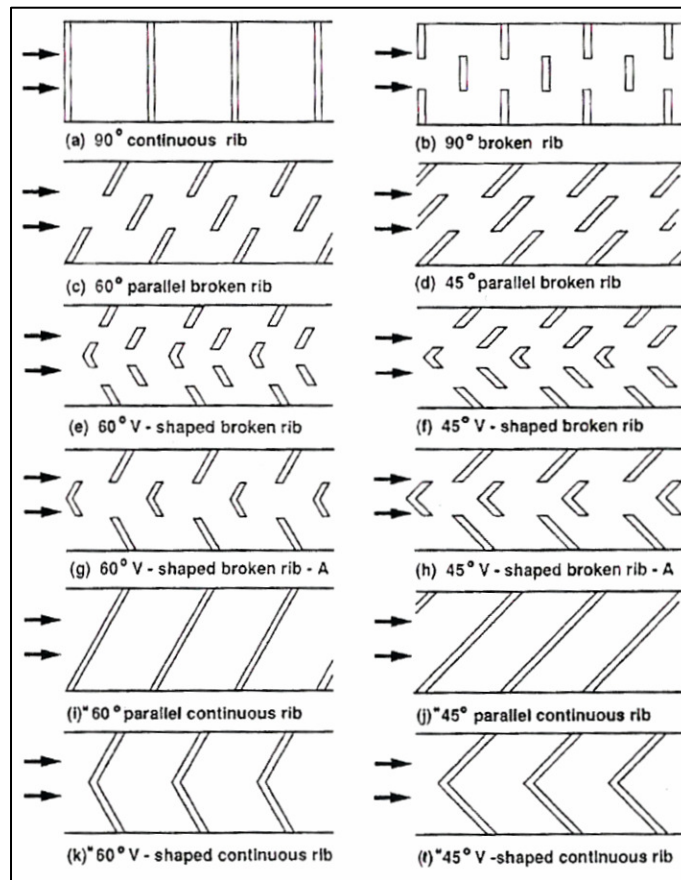 (a) 90° continuous rib
(b) 90° broken rib
(c) 60° parallel broken rib
(d) 45° parallel broken rib
(e) 60° V - shaped broken rib
(f) 45° V - shaped broken rib
(g) 60° V - shaped broken rib - A
(h) 45° V - shaped broken rib - A
(i)* 60° parallel continuous rib
(j)* 45° parallel continuous rib
(k)* 60° V - shaped continuous rib
(l)* 45° V - shaped continuous rib